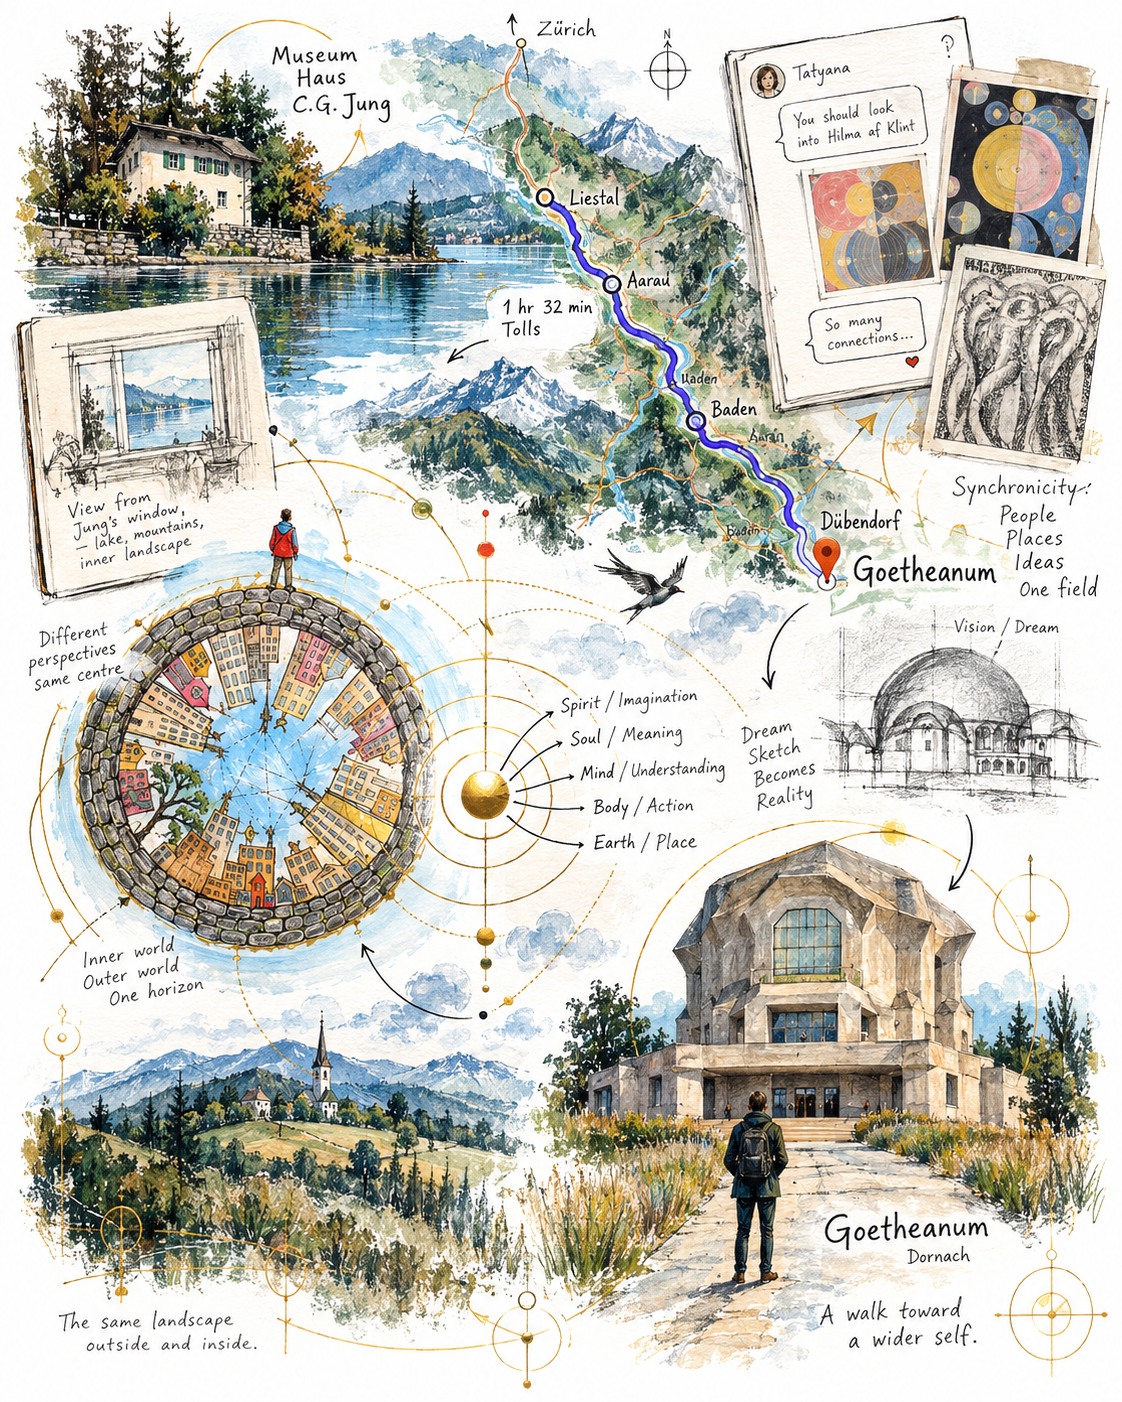 Museum
Haus
C.G. Jung
Zürich
N
Tatyana
?
You should look
into Hilma af Klint
So many
connections...
Liestal
Aarau
1 hr 32 min
Tolls
Baden
Dübendorf
Goetheanum
View from
Jung's window,
– lake, mountains,
inner landscape
Synchronicity:
People
Places
Ideas
One field
Different
perspectives
same centre
Vision / Dream
Spirit / Imagination
Soul / Meaning
Mind / Understanding
Body / Action
Earth / Place
Dream
Sketch
Becomes
Reality
Inner world
Outer world
One horizon
Goetheanum
Dornach
The same landscape
outside and inside.
A walk toward
a wider self.